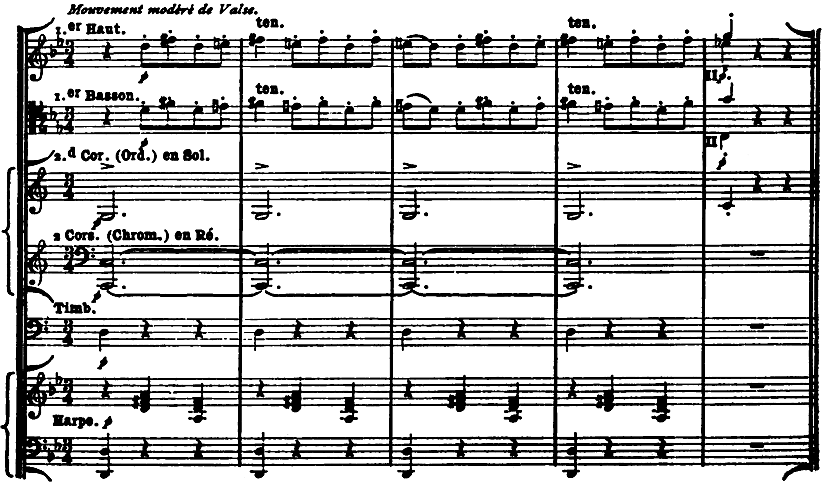 Mouvement modéré de Valse.
1.er Haut.
ten.
ten.
p
II p.
1.er Basson.
ten.
ten.
p
II
p
2.d Cor. (Ord.) en Sol.
p
2 Cors. (Chrom.) en Ré.
p
Timb.
p
Harpe. p